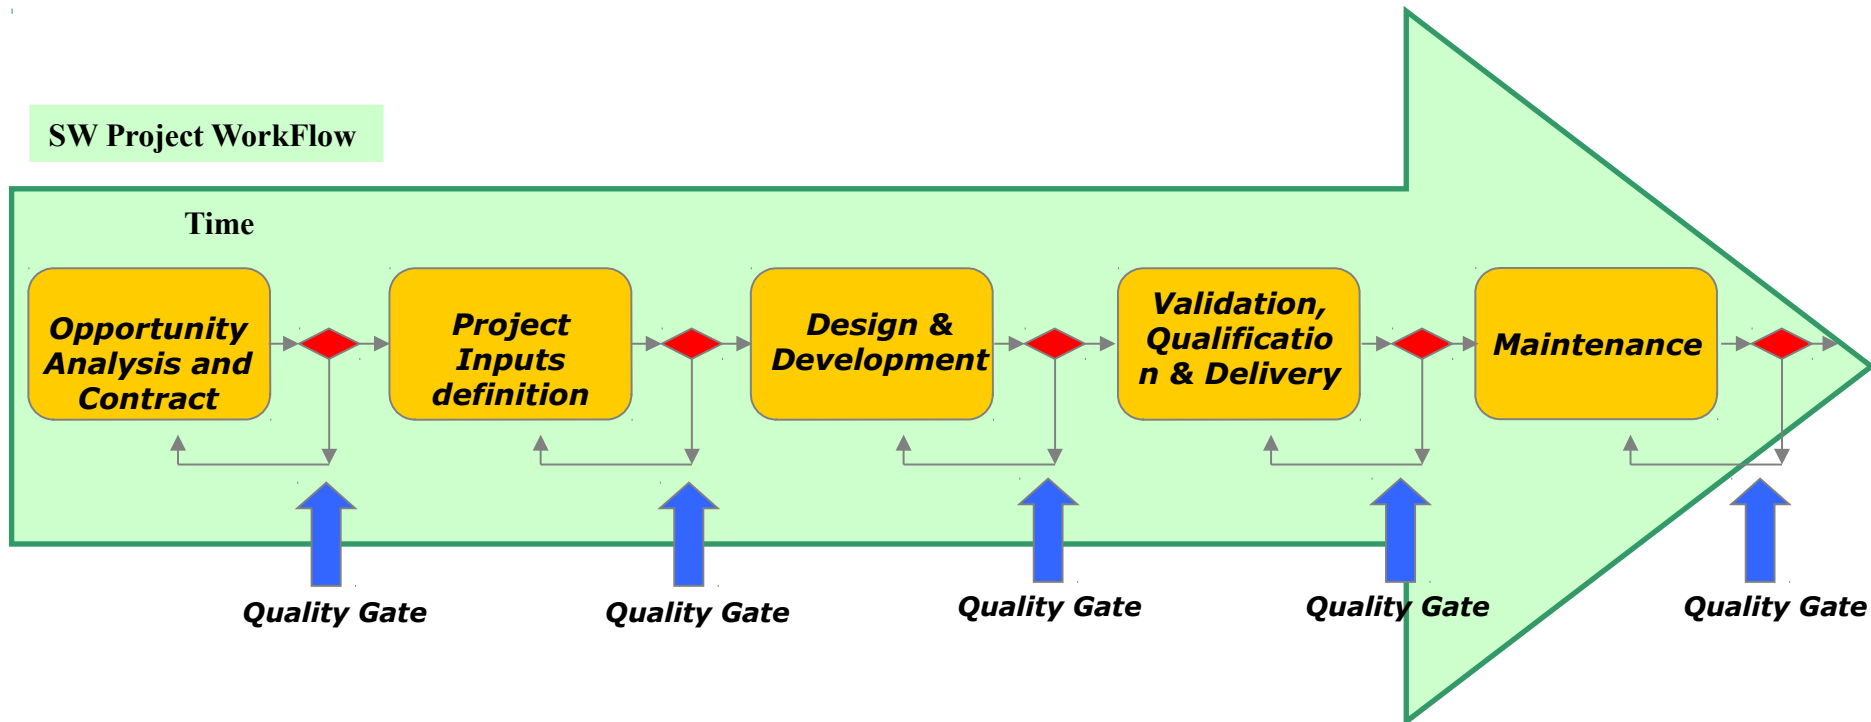 SW Project WorkFlow
Time
Opportunity
Analysis and
Contract
Project
Inputs
definition
Design &
Development
Validation,
Qualificatio
n & Delivery
Maintenance
Quality Gate
Quality Gate
Quality Gate
Quality Gate
Quality Gate